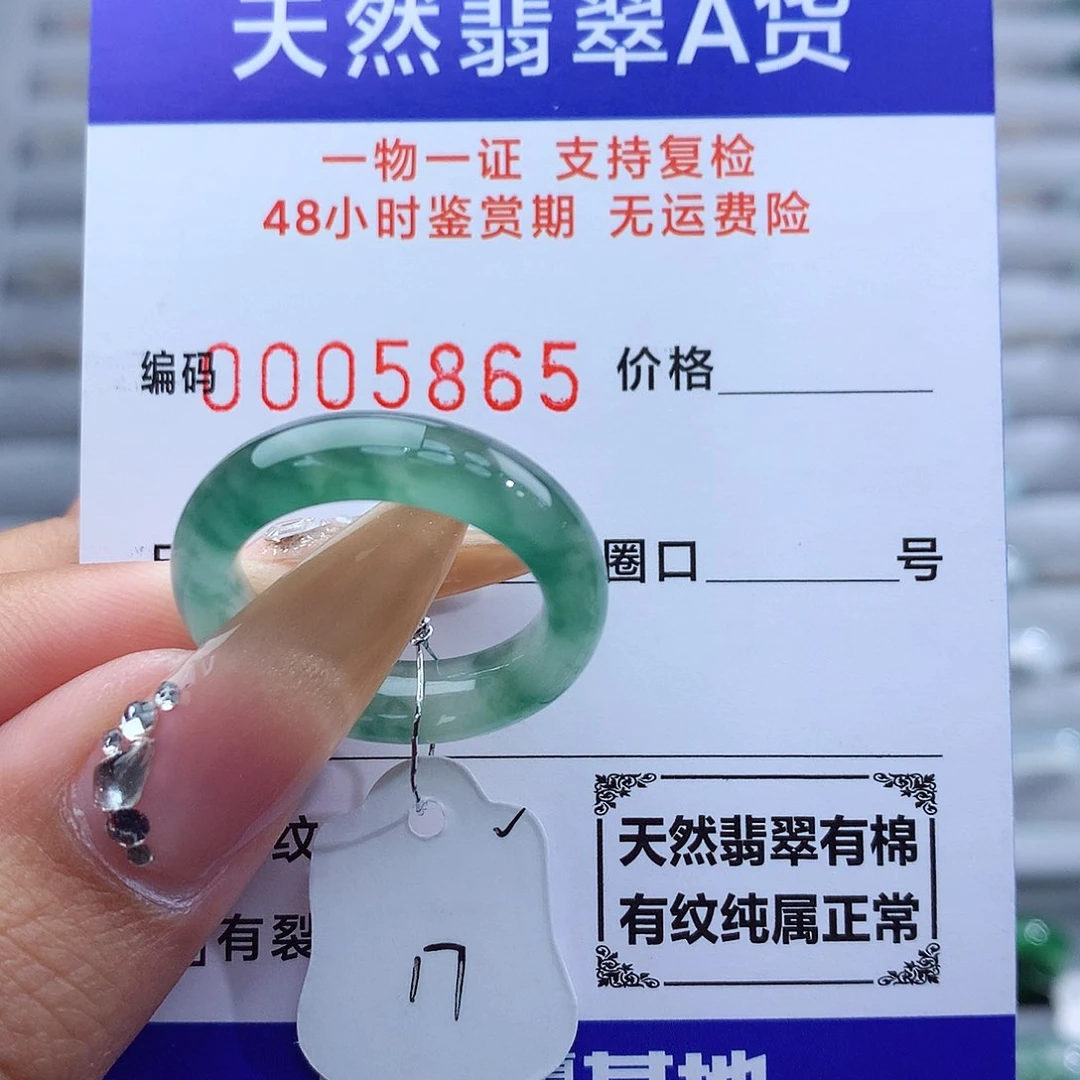 天然翡翠A货
一物一证 支持复检
48小时鉴赏期 无运费险
编码0005865 价格
圈口 号
纹
有裂
天然翡翠有棉
有纹纯属正常
17
基地